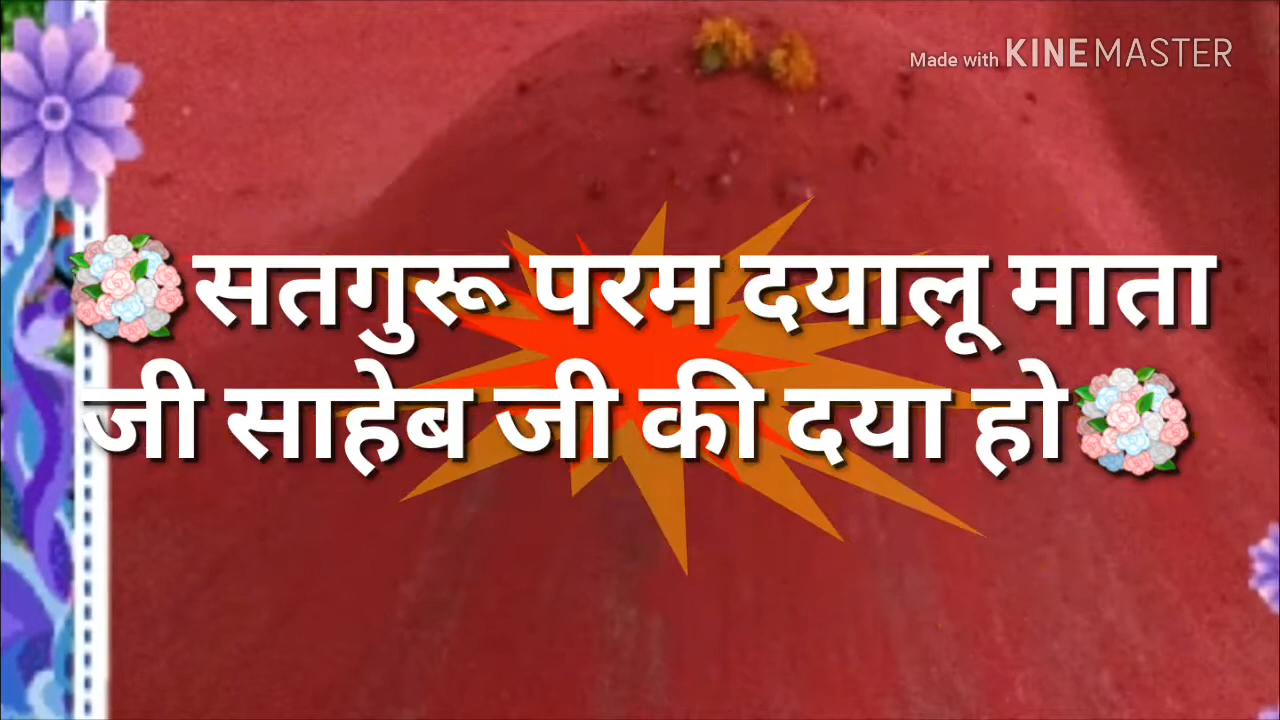 Made with KINEMASTER
सतगुरू परम दयालू माता
जी साहेब जी की दया हो